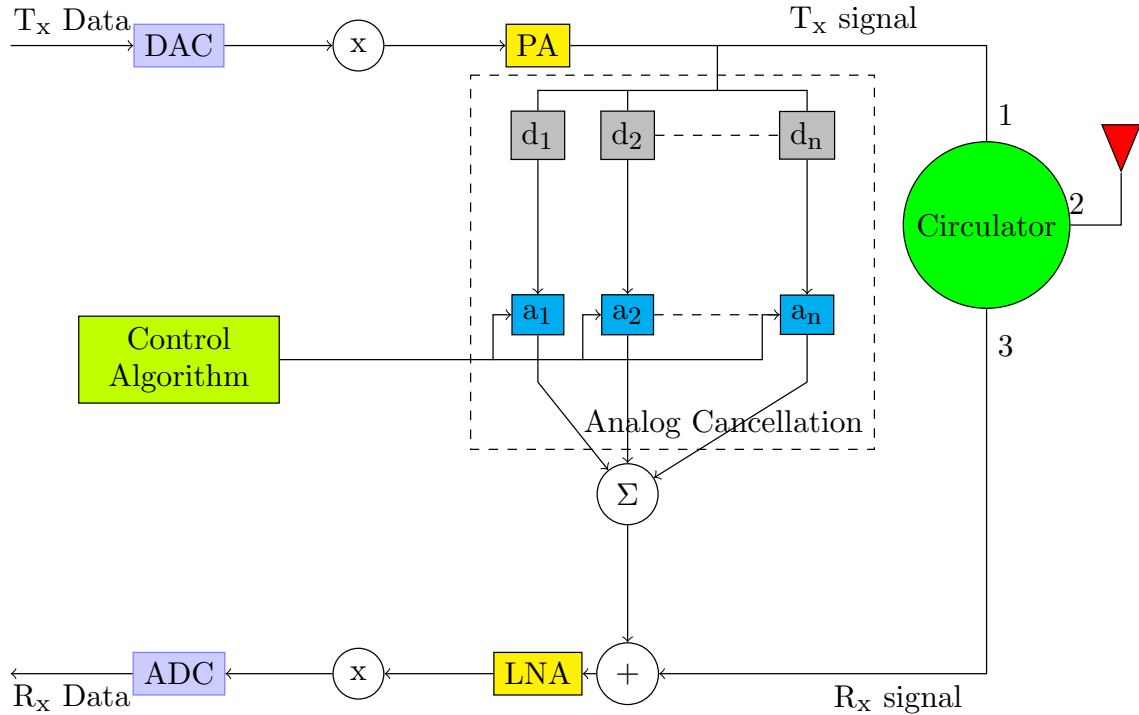 Tx Data
DAC
x
PA
Tx signal
d1
d2
dn
1
Circulator
2
a1
a2
an
Control
Algorithm
3
Analog Cancellation
Σ
ADC
x
LNA
+
Rx Data
Rx signal